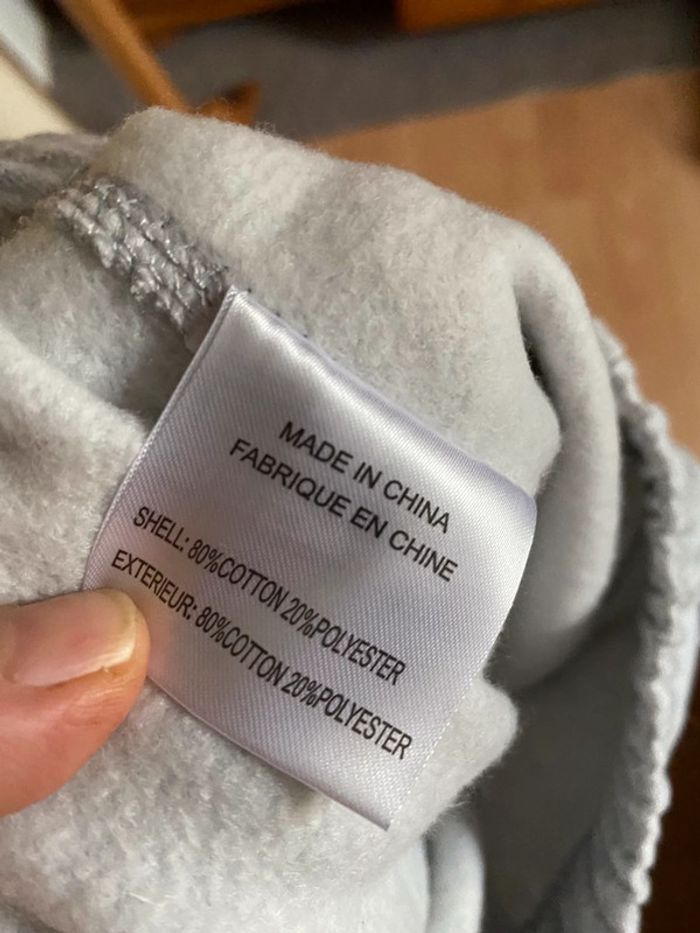 MADE IN CHINA
FABRIQUE EN CHINE
SHELL: 80%COTTON 20%POLYESTER
EXTERIEUR: 80%COTTON 20%POLYESTER